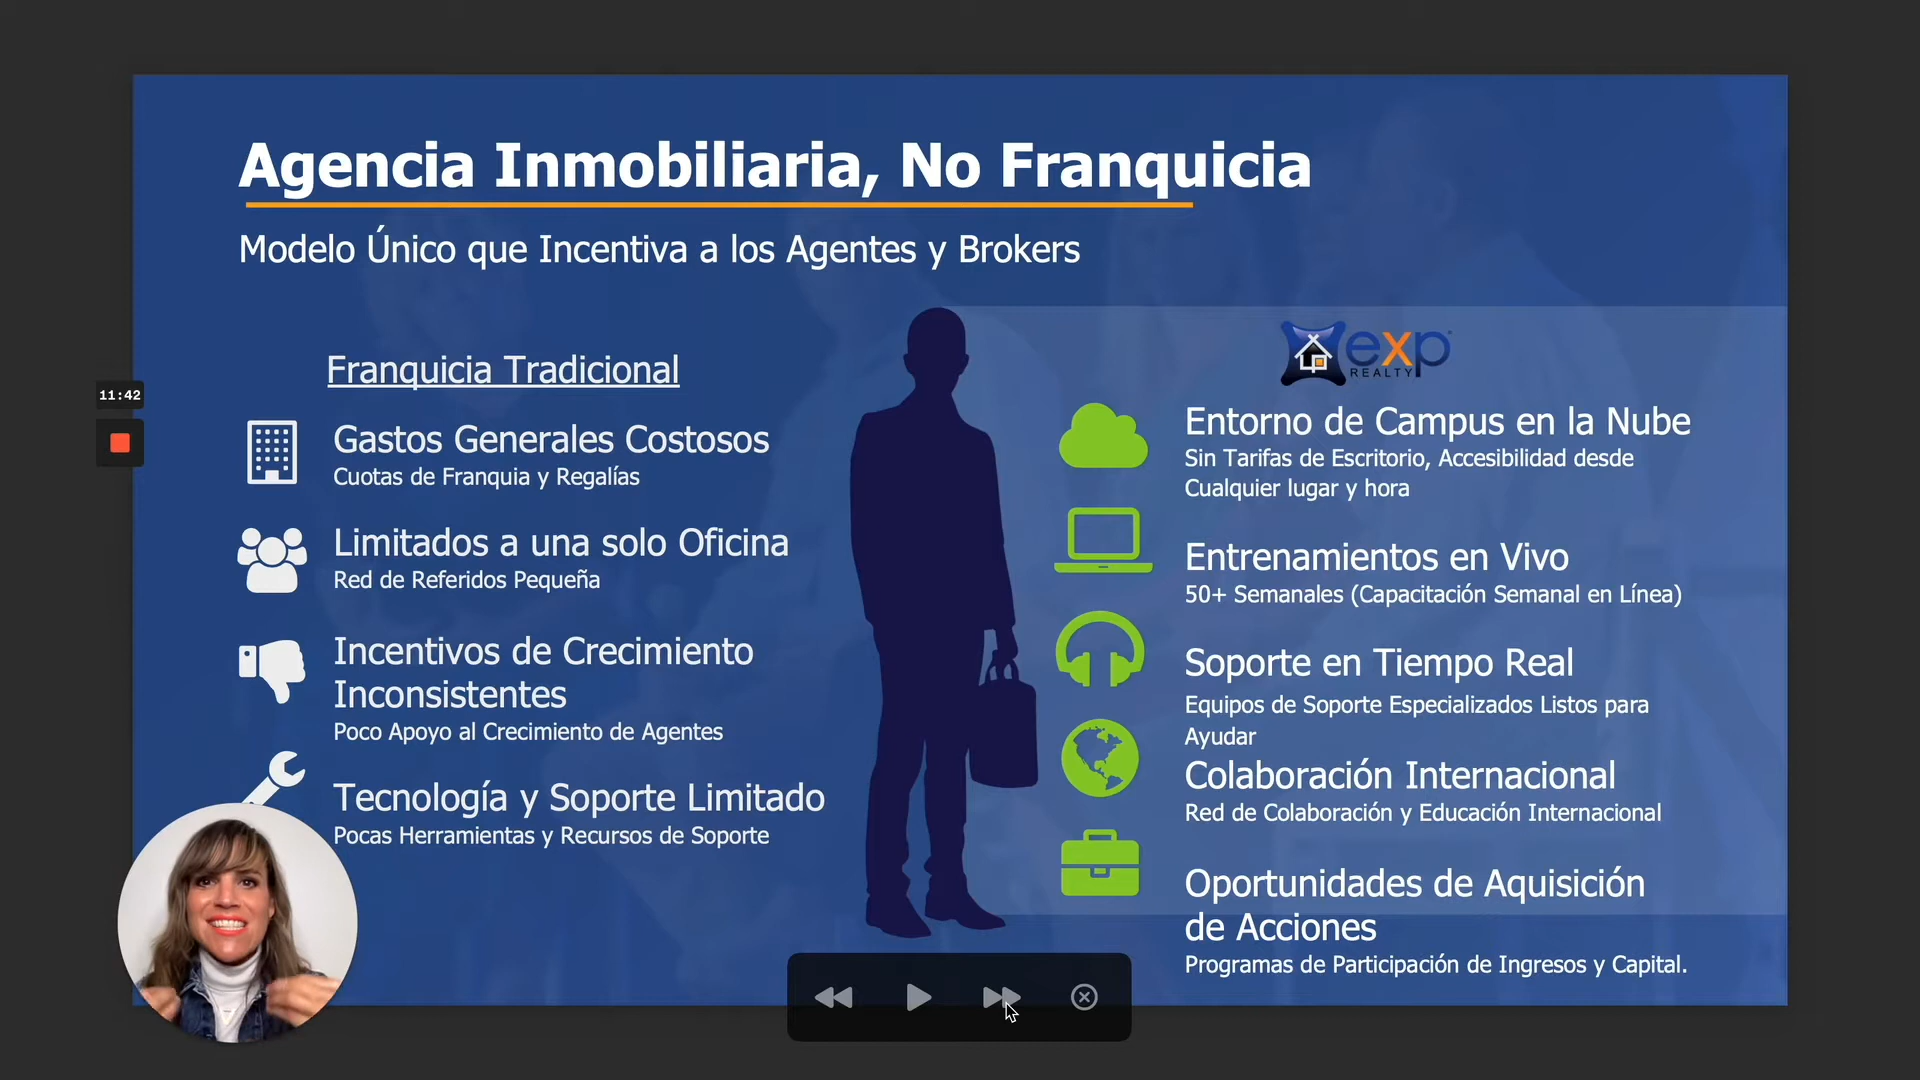 Agencia Inmobiliaria, No Franquicia
Modelo Único que Incentiva a los Agentes y Brokers
Franquicia Tradicional
Gastos Generales Costosos
Cuotas de Franquia y Regalías
Limitados a una solo Oficina
Red de Referidos Pequeña
Incentivos de Crecimiento
Inconsistentes
Poco Apoyo al Crecimiento de Agentes
Tecnología y Soporte Limitado
Pocas Herramientas y Recursos de Soporte
exp
REALTY
Entorno de Campus en la Nube
Sin Tarifas de Escritorio, Accesibilidad desde
Cualquier lugar y hora
Entrenamientos en Vivo
50+ Semanales (Capacitación Semanal en Línea)
Soporte en Tiempo Real
Equipos de Soporte Especializados Listos para
Ayudar
Colaboración Internacional
Red de Colaboración y Educación Internacional
Oportunidades de Aquisición
de Acciones
Programas de Participación de Ingresos y Capital.
11:42